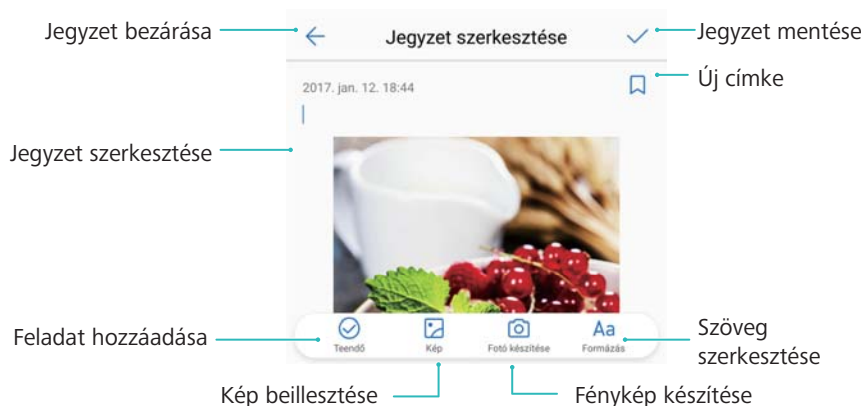 Jegyzet bezárása
Jegyzet szerkesztése
Jegyzet mentése
2017. jan. 12. 18:44
Új címke
Jegyzet szerkesztése
Feladat hozzáadása
Teendő
Kép
Fotó készítése
Aa
Formázás
Szöveg
szerkesztése
Kép beillesztése
Fénykép készítése